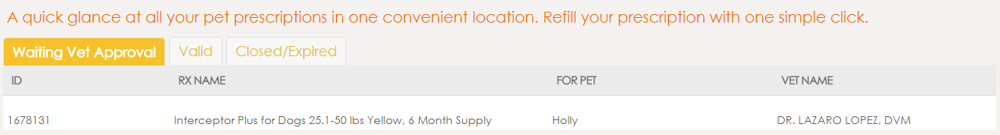 A quick glance at all your pet prescriptions in one convenient location. Refill your prescription with one simple click.
Waiting Vet Approval Valid Closed/Expired
ID RX NAME FOR PET VET NAME
1678131 Interceptor Plus for Dogs 25.1-50 lbs Yellow, 6 Month Supply Holly DR. LAZARO LOPEZ, DVM